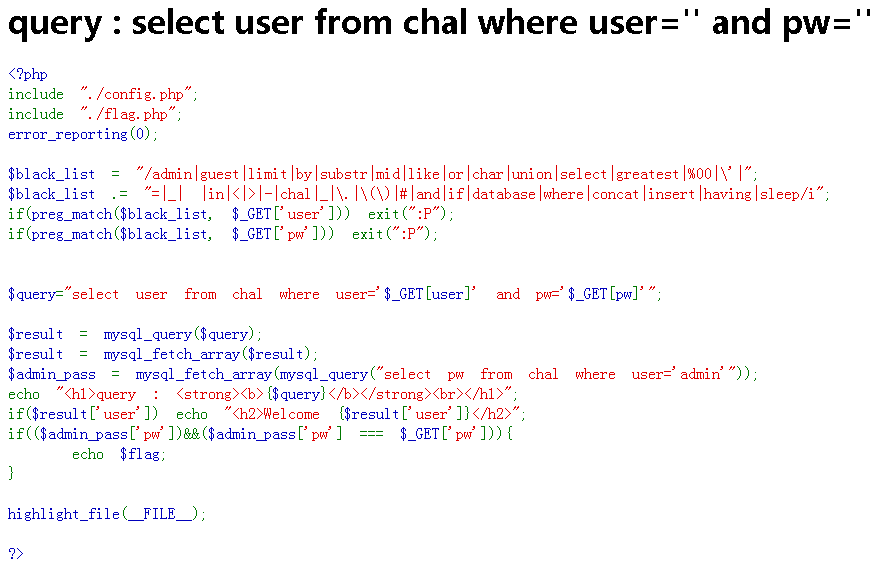 query : select user from chal where user='' and pw=''
<?php
include "./config.php";
include "./flag.php";
error_reporting(0);
$black_list = "/admin|guest|limit|by|substr|mid|like|or|char|union|select|greatest|%00|\'|";
$black_list .= "=|_| |in|<|>|-|chal|_|\.|\(\)|#|and|if|database|where|concat|insert|having|sleep/i";
if(preg_match($black_list, $_GET['user'])) exit(":P");
if(preg_match($black_list, $_GET['pw'])) exit(":P");
$query="select user from chal where user='$_GET[user]' and pw='$_GET[pw]'";
$result = mysql_query($query);
$result = mysql_fetch_array($result);
$admin_pass = mysql_fetch_array(mysql_query("select pw from chal where user='admin'"));
echo "<h1>query : <strong><b>{$query}</b></strong><br></h1>";
if($result['user']) echo "<h2>Welcome {$result['user']}</h2>";
if(($admin_pass['pw'])&&($admin_pass['pw'] === $_GET['pw'])){
echo $flag;
}
highlight_file(__FILE__);
?>